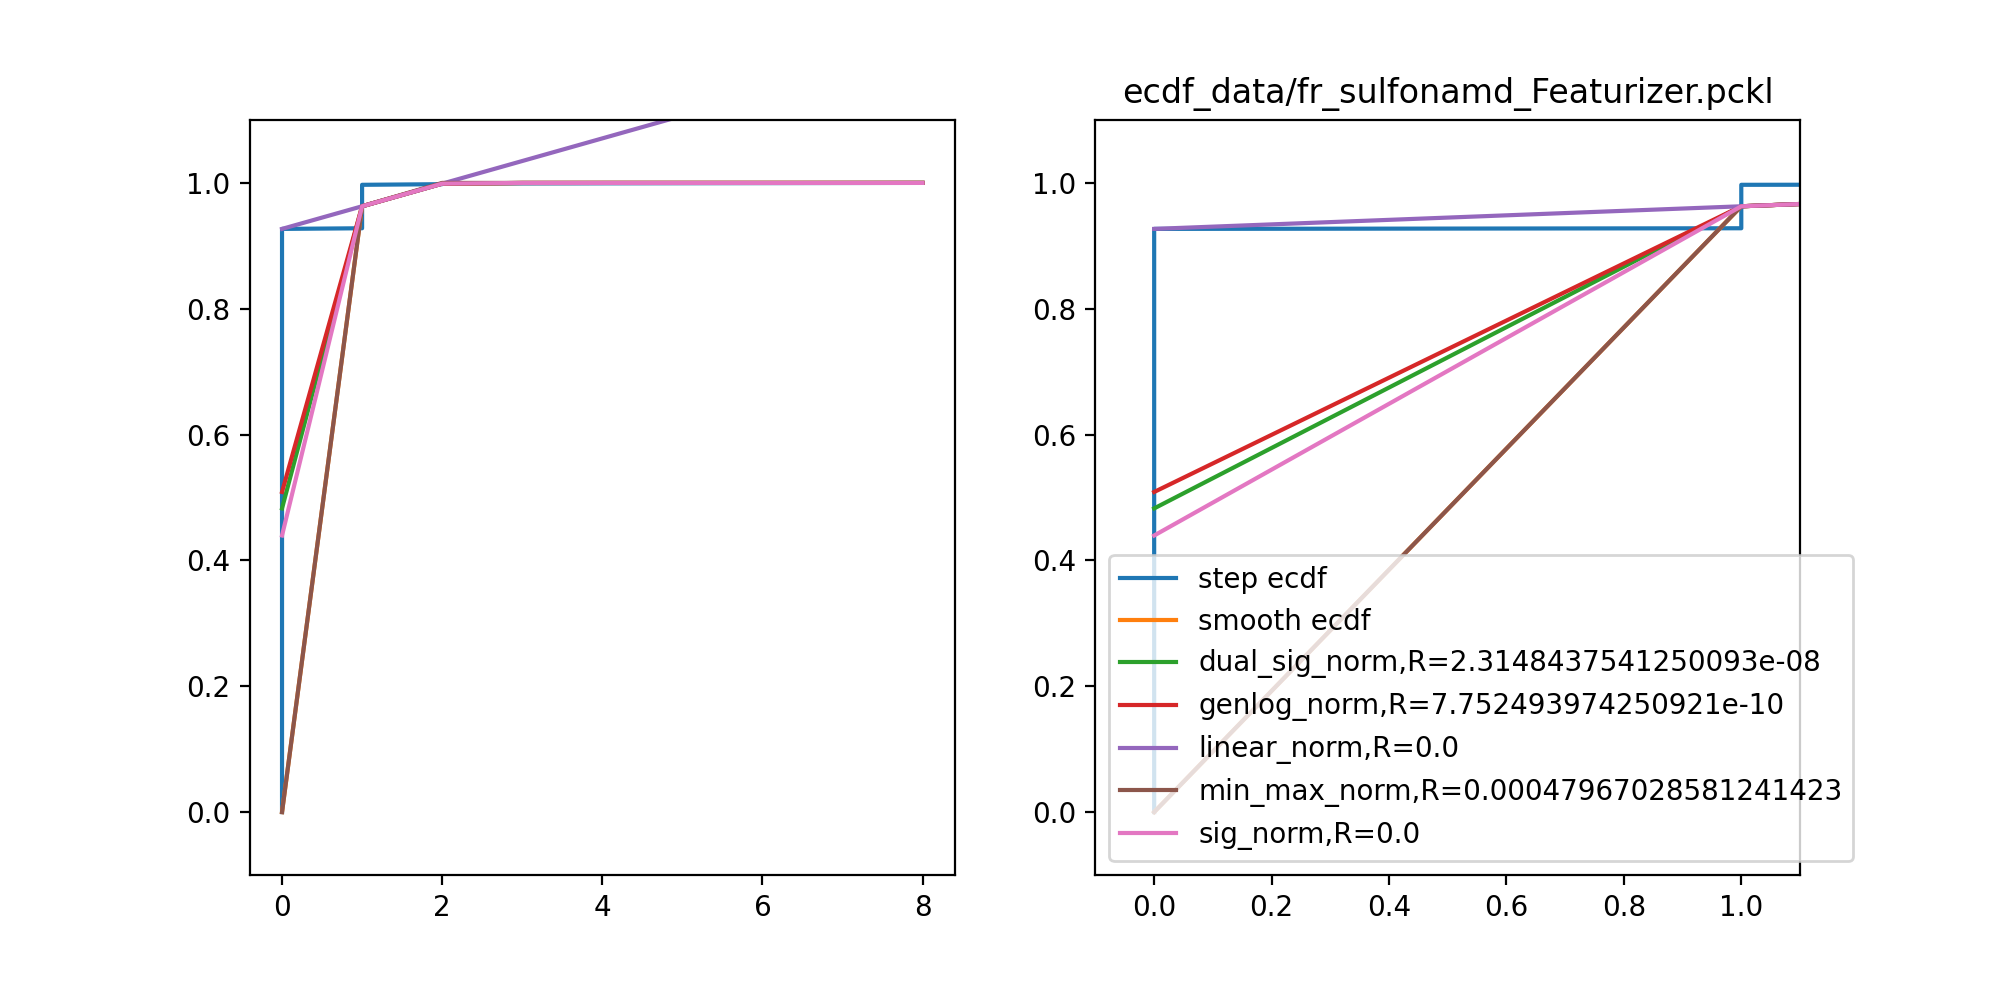 ecdf_data/fr_sulfonamd_Featurizer.pckl
1.0
0.8
0.6
0.4
0.2
0.0
0
2
4
6
8
1.0
0.8
0.6
0.4
0.2
0.0
0.0
0.2
0.4
0.6
0.8
1.0
step ecdf
smooth ecdf
dual_sig_norm,R=2.3148437541250093e-08
genlog_norm,R=7.752493974250921e-10
linear_norm,R=0.0
min_max_norm,R=0.00047967028581241423
sig_norm,R=0.0